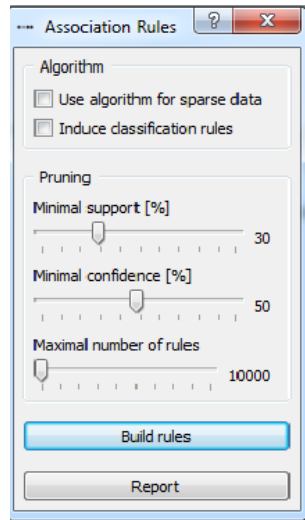 Association Rules ?
Algorithm
Use algorithm for sparse data
Induce classification rules
Pruning
Minimal support [%]
30
Minimal confidence [%]
50
Maximal number of rules
10000
Build rules
Report